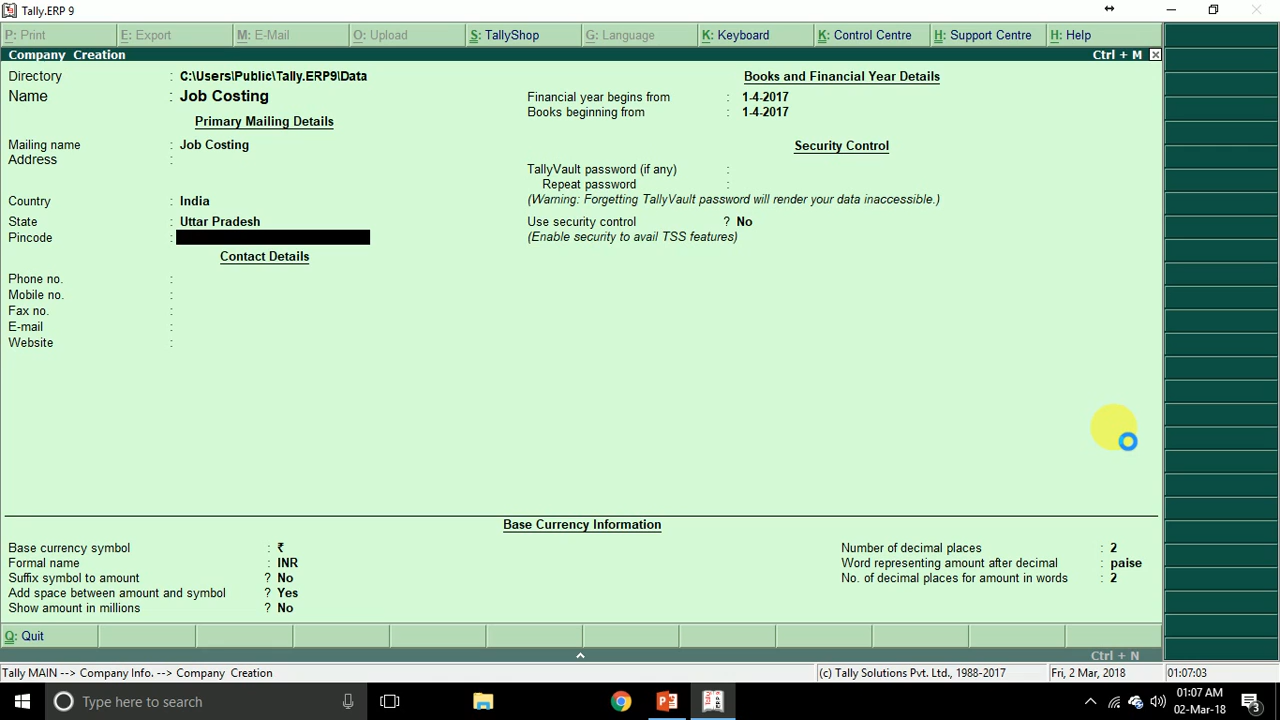 Tally.ERP 9
P: Print E: Export M: E-Mail O: Upload S: TallyShop G: Language K: Keyboard K: Control Centre H: Support Centre H: Help
Company Creation Ctrl + M
Directory : C:\Users\Public\Tally.ERP9\Data
Name : Job Costing
Primary Mailing Details
Mailing name : Job Costing
Address :
Country : India
State : Uttar Pradesh
Pincode :
Contact Details
Phone no. :
Mobile no. :
Fax no. :
E-mail :
Website :
Books and Financial Year Details
Financial year begins from : 1-4-2017
Books beginning from : 1-4-2017
Security Control
TallyVault password (if any) :
Repeat password :
(Warning: Forgetting TallyVault password will render your data inaccessible.)
Use security control ? No
(Enable security to avail TSS features)
Base Currency Information
Base currency symbol : ₹
Formal name : INR
Suffix symbol to amount ? No
Add space between amount and symbol ? Yes
Show amount in millions ? No
Number of decimal places : 2
Word representing amount after decimal : paise
No. of decimal places for amount in words : 2
Q: Quit
Ctrl + N
Tally MAIN --> Company Info. --> Company Creation (c) Tally Solutions Pvt. Ltd., 1988-2017 Fri, 2 Mar, 2018 01:07:03
Type here to search
01:07 AM
02-Mar-18
3